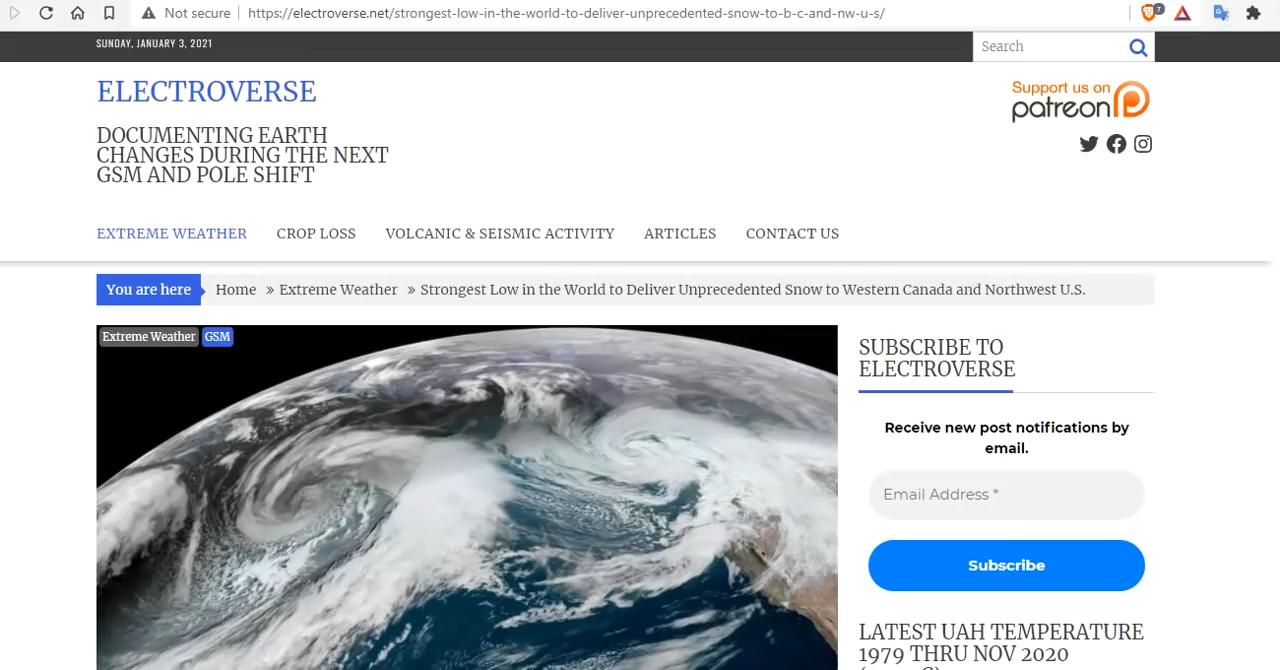 Not secure
https://electroverse.net/strongest-low-in-the-world-to-deliver-unprecedented-snow-to-b-c-and-nw-u-s/
7
SUNDAY, JANUARY 3, 2021
Search
ELECTROVERSE
DOCUMENTING EARTH
CHANGES DURING THE NEXT
GSM AND POLE SHIFT
Support us on
patreon
EXTREME WEATHER CROP LOSS VOLCANIC & SEISMIC ACTIVITY ARTICLES CONTACT US
You are here Home » Extreme Weather » Strongest Low in the World to Deliver Unprecedented Snow to Western Canada and Northwest U.S.
Extreme Weather GSM
SUBSCRIBE TO
ELECTROVERSE
Receive new post notifications by
email.
Email Address *
Subscribe
LATEST UAH TEMPERATURE
1979 THRU NOV 2020